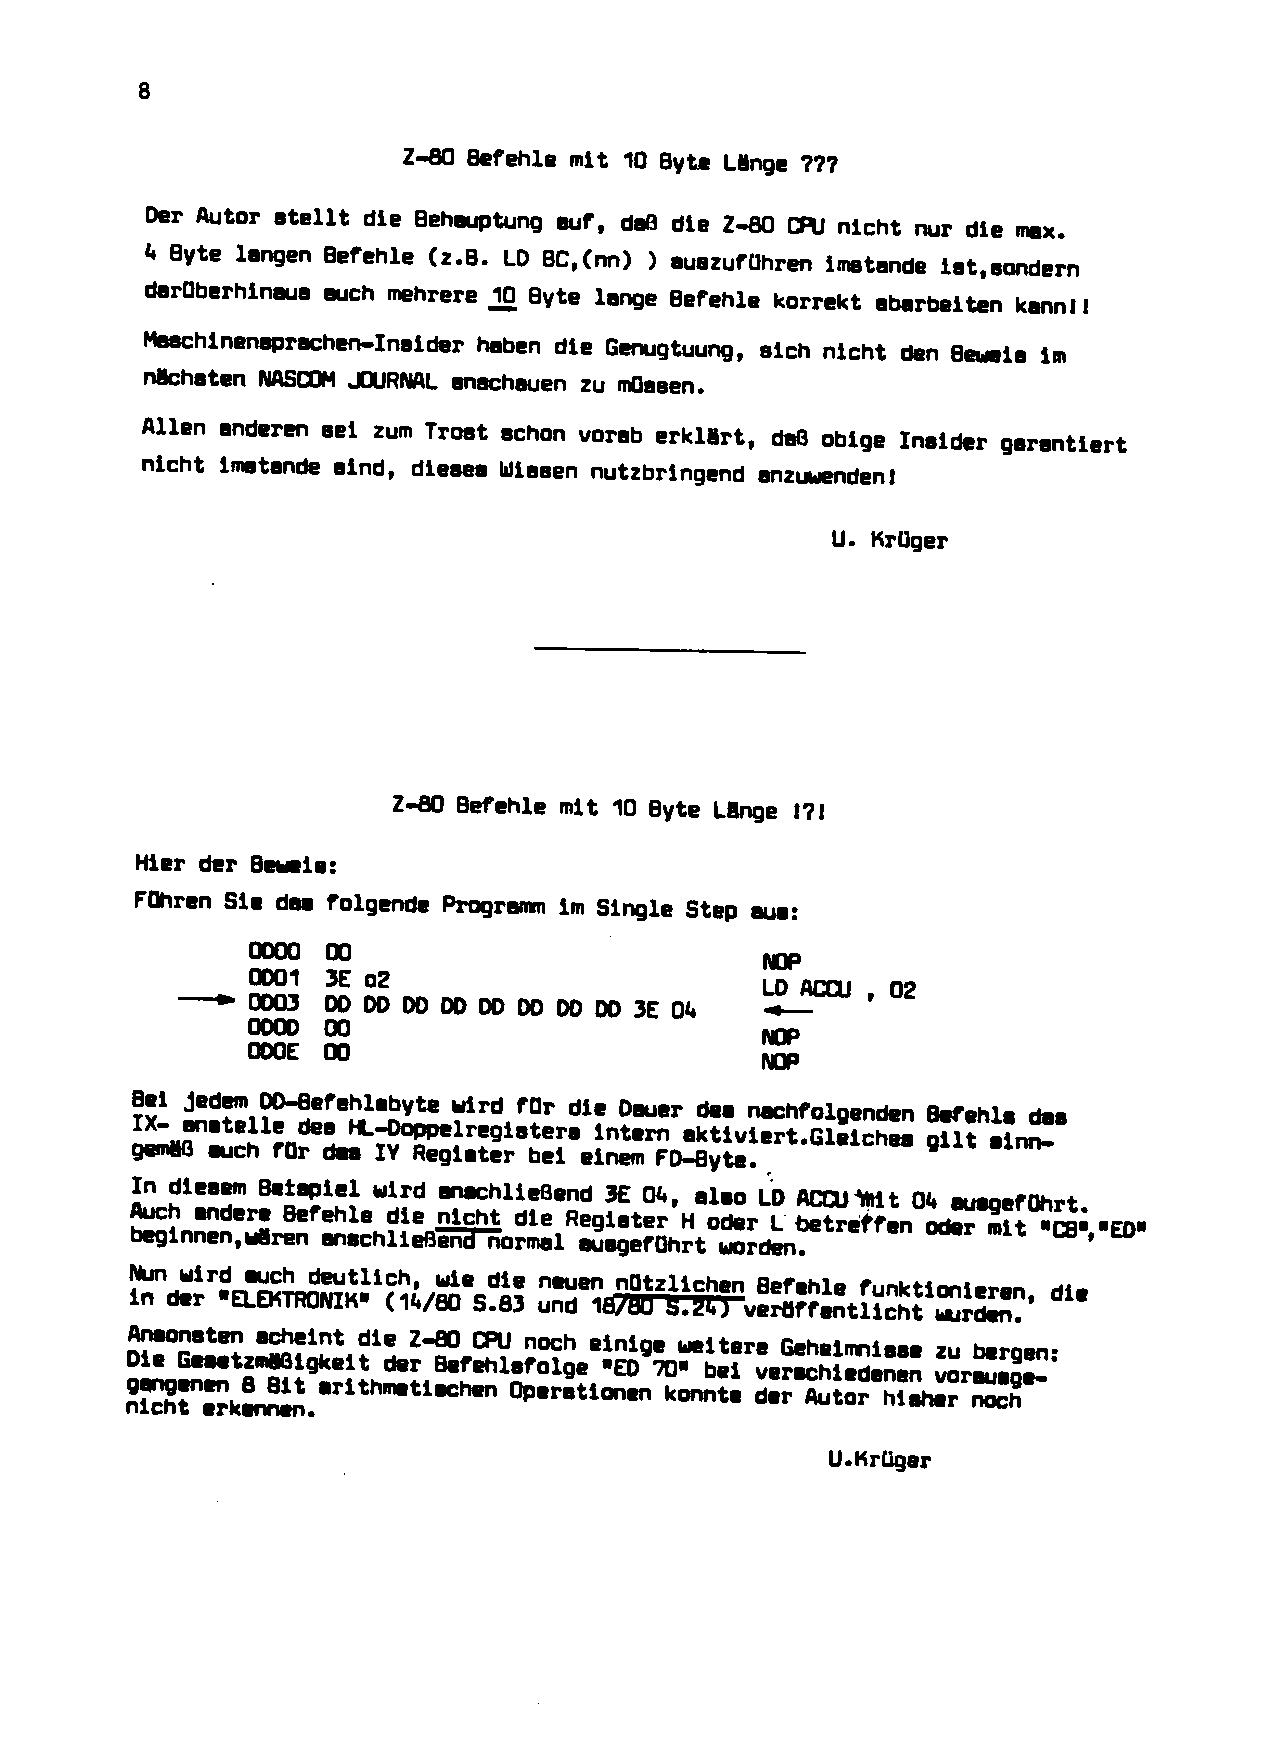 8
Z-80 Befehle mit 10 Byte Länge ???
Der Autor stellt die Behauptung auf, daß die Z-80 CPU nicht nur die max.
4 Byte langen Befehle (z.B. LD BC,(nn) ) auszuführen imstande ist,sondern
darüberhinaus auch mehrere 10 Byte lange Befehle korrekt abarbeiten kann!!
Maschinensprachen-Insider haben die Genugtuung, sich nicht den Beweis im
nächsten NASCOM JOURNAL anschauen zu müssen.
Allen anderen sei zum Trost schon vorab erklärt, daß obige Insider garantiert
nicht imstande sind, dieses Wissen nutzbringend anzuwenden!
U. Krüger
Z-80 Befehle mit 10 Byte Länge !?!
Hier der Beweis:
Führen Sie das folgende Programm im Single Step aus:
0000 00 NOP
0001 3E 02 LD ACCU , 02
0003 DD DD DD DD DD DD DD DD 3E 04
000D 00 NOP
000E 00 NOP
Bei jedem DD-Befehlsbyte wird für die Dauer des nachfolgenden Befehls das
IX- anstelle des HL-Doppelregisters intern aktiviert.Gleiches gilt sinn-
gemäß auch für das IY Register bei einem FD-Byte.
In diesem Beispiel wird anschließend 3E 04, also LD ACCU mit 04 ausgeführt.
Auch andere Befehle die nicht die Register H oder L betreffen oder mit "CB","ED"
beginnen,wären anschließend normal ausgeführt worden.
Nun wird auch deutlich, wie die neuen nützlichen Befehle funktionieren, die
in der "ELEKTRONIK" (14/80 S.83 und 18/80 S.24) veröffentlicht wurden.
Ansonsten scheint die Z-80 CPU noch einige weitere Geheimnisse zu bergen:
Die Gesetzmäßigkeit der Befehlsfolge "ED 70" bei verschiedenen vorausge-
gangenen 8 Bit arithmetischen Operationen konnte der Autor bisher noch
nicht erkennen.
U.Krüger